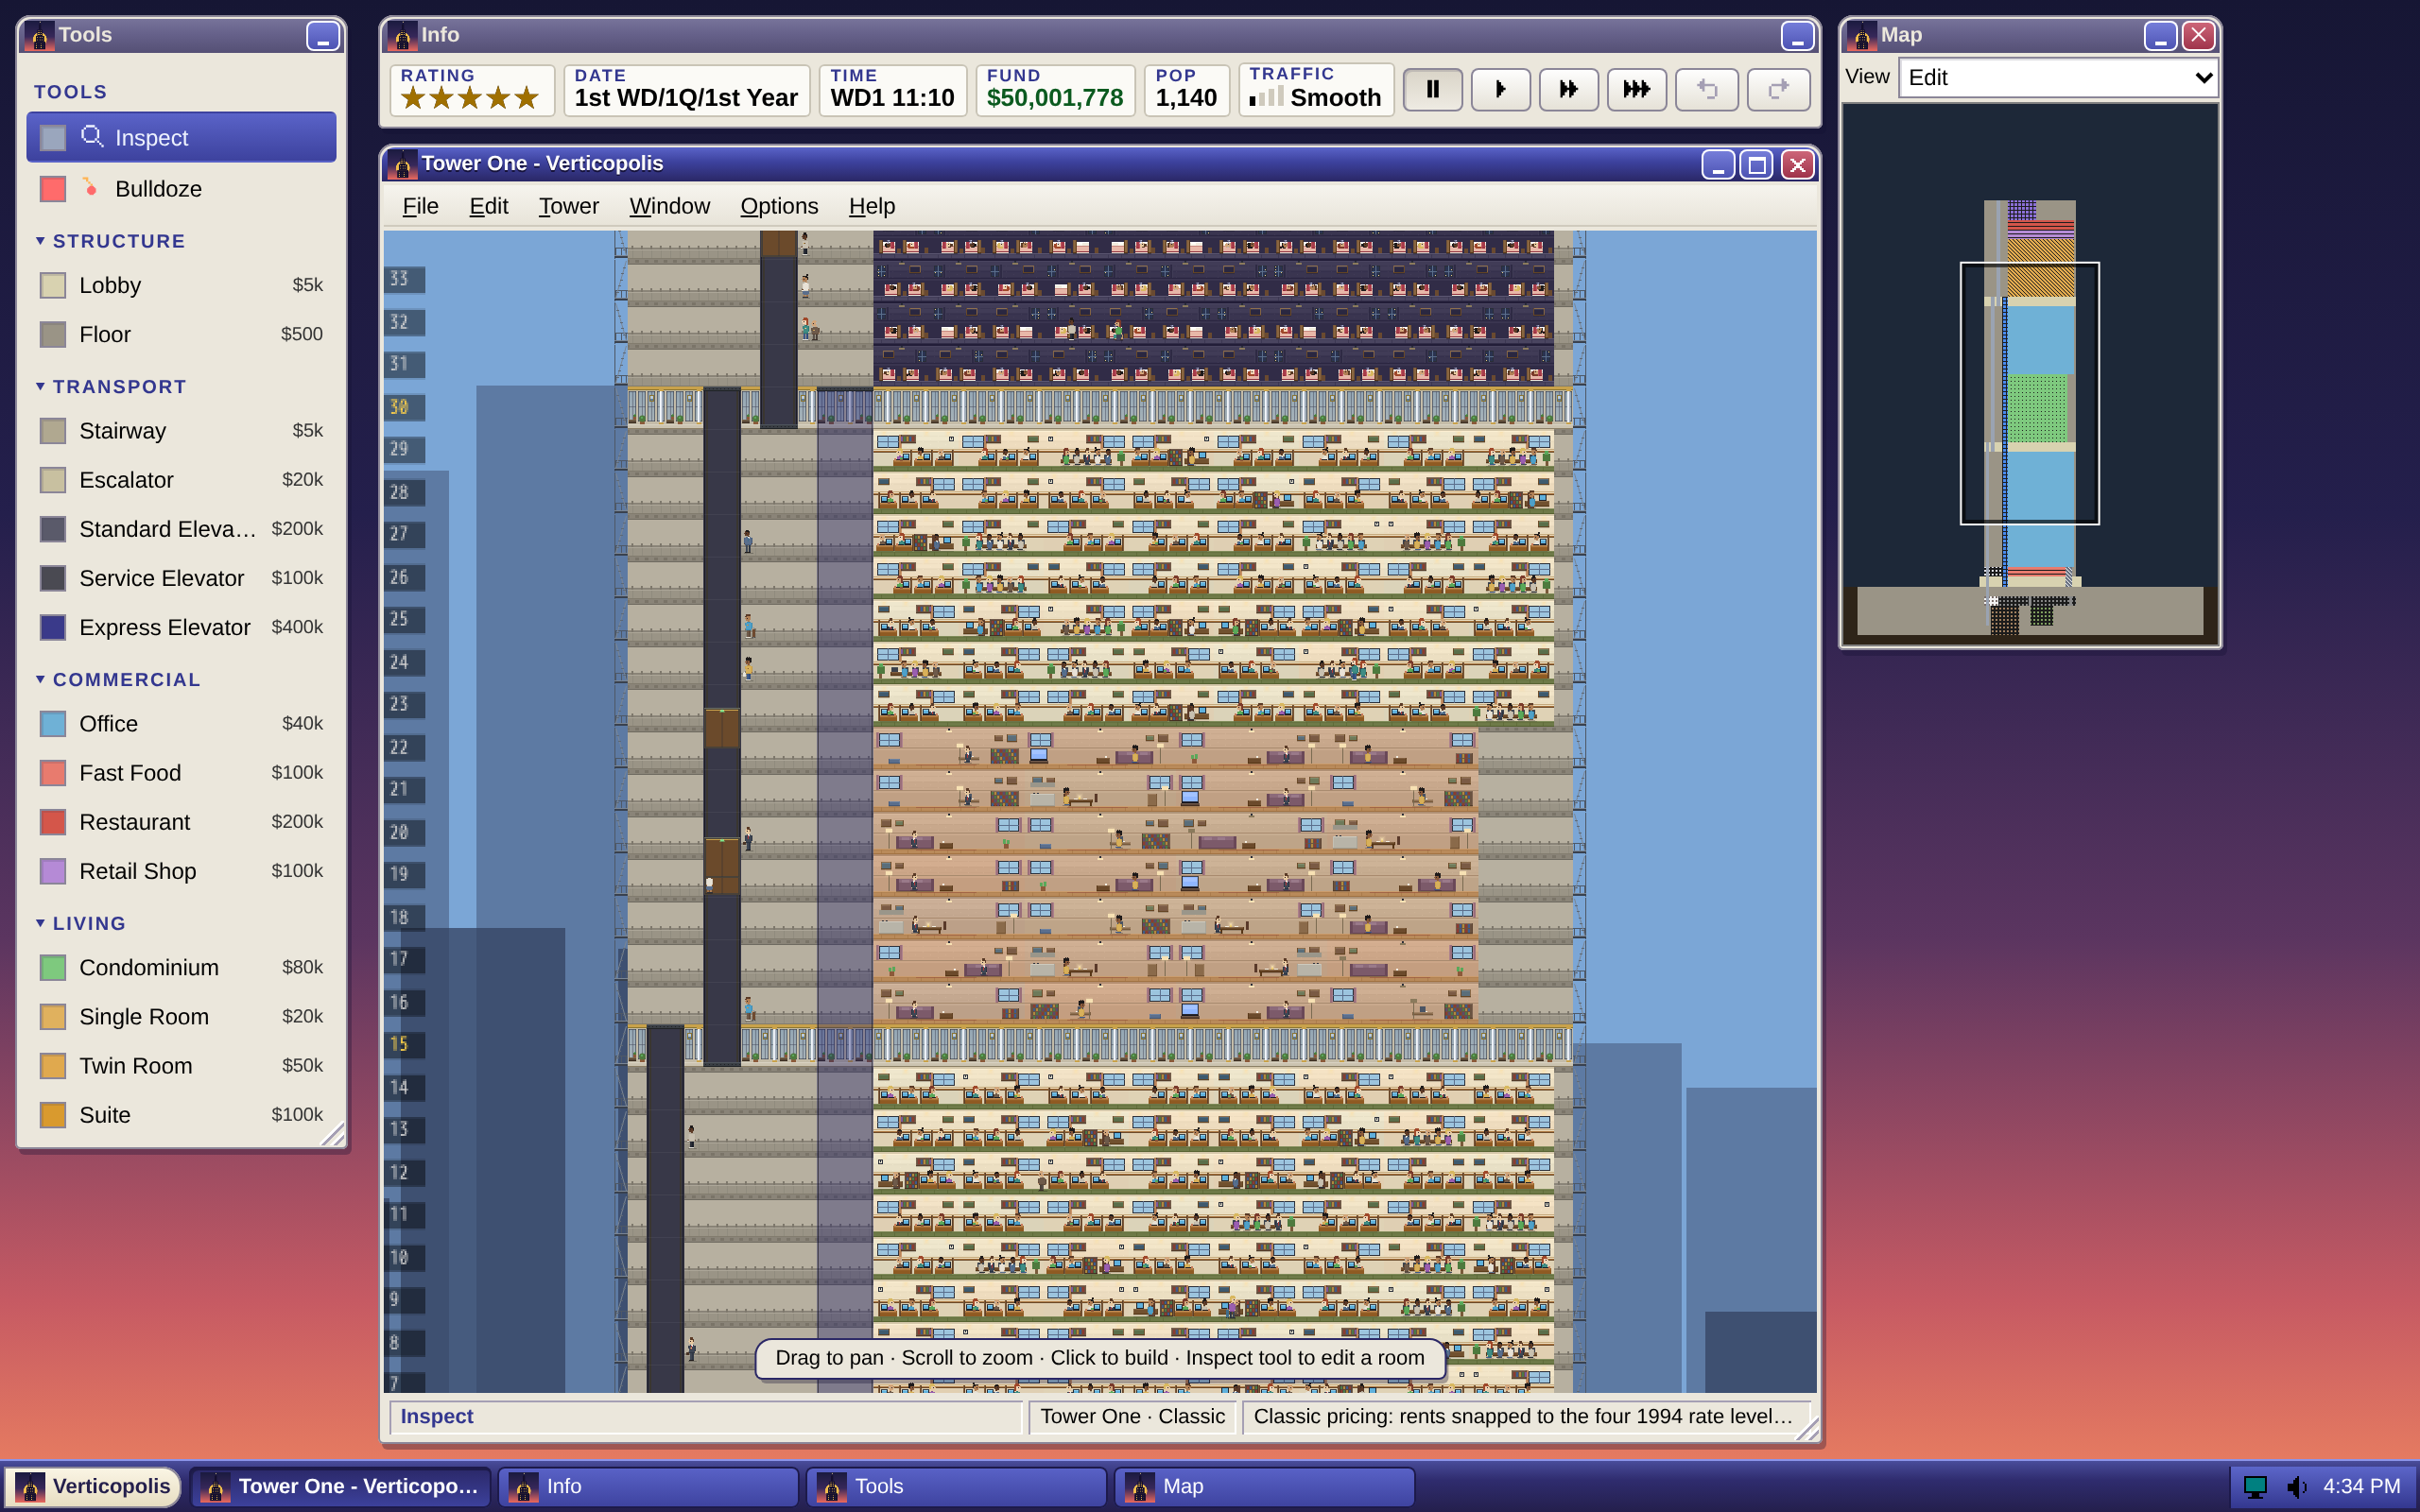 Tools
TOOLS
Inspect
Bulldoze
STRUCTURE
Lobby $5k
Floor $500
TRANSPORT
Stairway $5k
Escalator $20k
Standard Eleva… $200k
Service Elevator $100k
Express Elevator $400k
COMMERCIAL
Office $40k
Fast Food $100k
Restaurant $200k
Retail Shop $100k
LIVING
Condominium $80k
Single Room $20k
Twin Room $50k
Suite $100k
Info
RATING
★★★★★
DATE
1st WD/1Q/1st Year
TIME
WD1 11:10
FUND
$50,001,778
POP
1,140
TRAFFIC
Smooth
Tower One - Verticopolis
File Edit Tower Window Options Help
33
32
31
30
29
28
27
26
25
24
23
22
21
20
19
18
17
16
15
14
13
12
11
10
9
8
7
Drag to pan · Scroll to zoom · Click to build · Inspect tool to edit a room
Inspect
Tower One · Classic
Classic pricing: rents snapped to the four 1994 rate level…
Map
View Edit
Verticopolis
Tower One - Verticopo…
Info
Tools
Map
4:34 PM